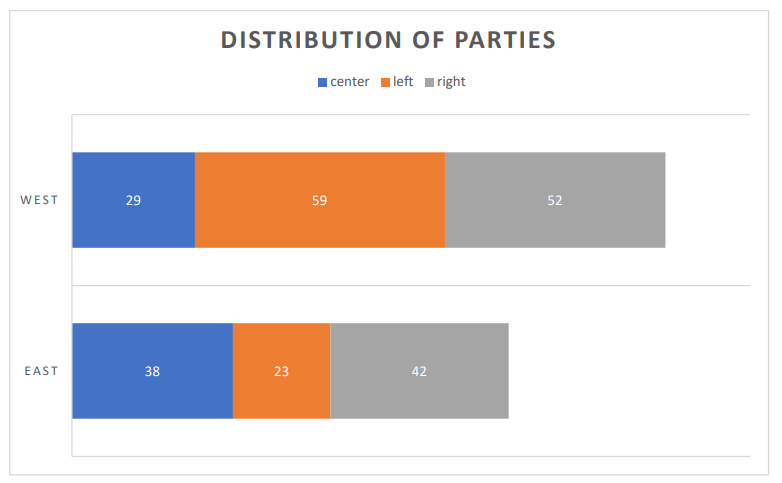 DISTRIBUTION OF PARTIES
center left right
WEST 29 59 52
EAST 38 23 42